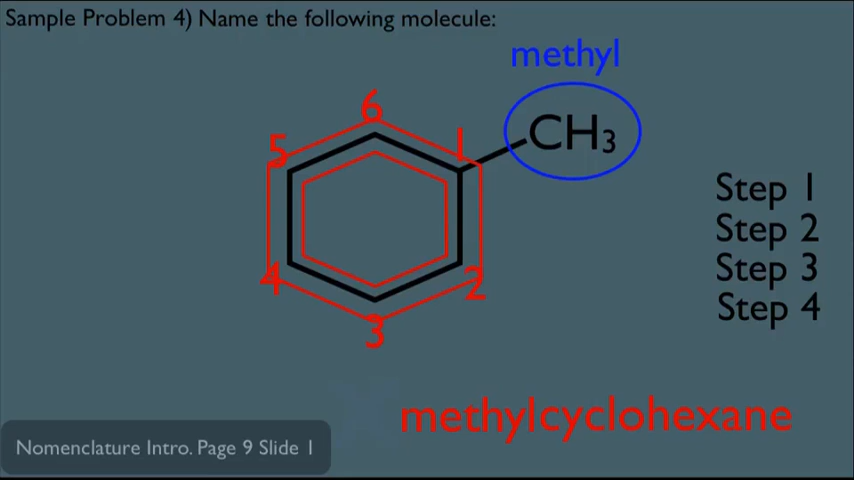 Sample Problem 4) Name the following molecule:
methyl
CH3
6
5
1
4
2
3
Step 1
Step 2
Step 3
Step 4
methylcyclohexane
Nomenclature Intro. Page 9 Slide 1